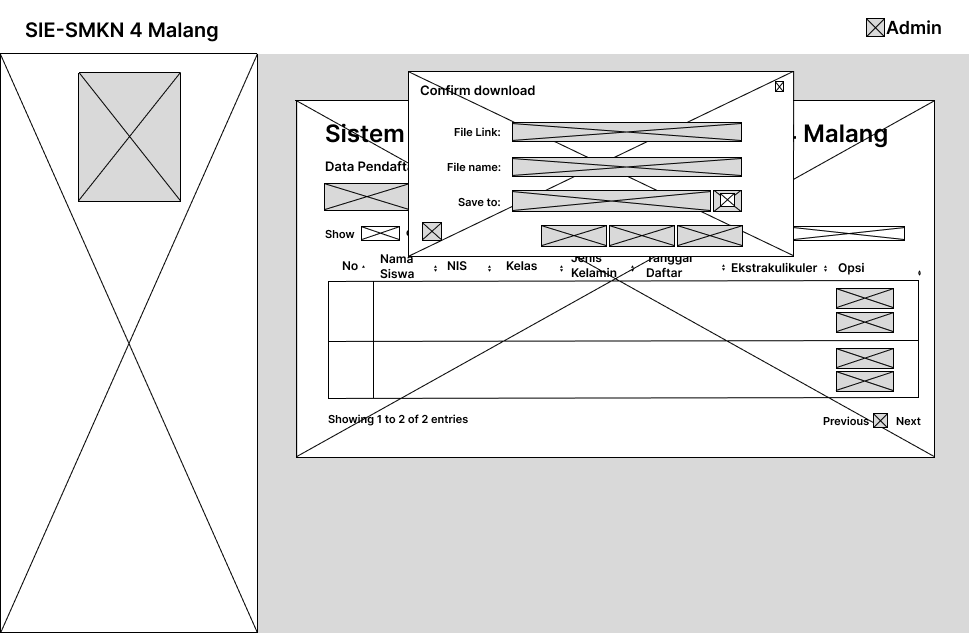 SIE-SMKN 4 Malang
Admin
Confirm download
File Link:
File name:
Save to:
Sistem
4 Malang
Data Pendaft
Show
No
Nama
Siswa
NIS
Kelas
Jenis
Kelamin
Tanggal
Daftar
Ekstrakulikuler
Opsi
Showing 1 to 2 of 2 entries
Previous
Next